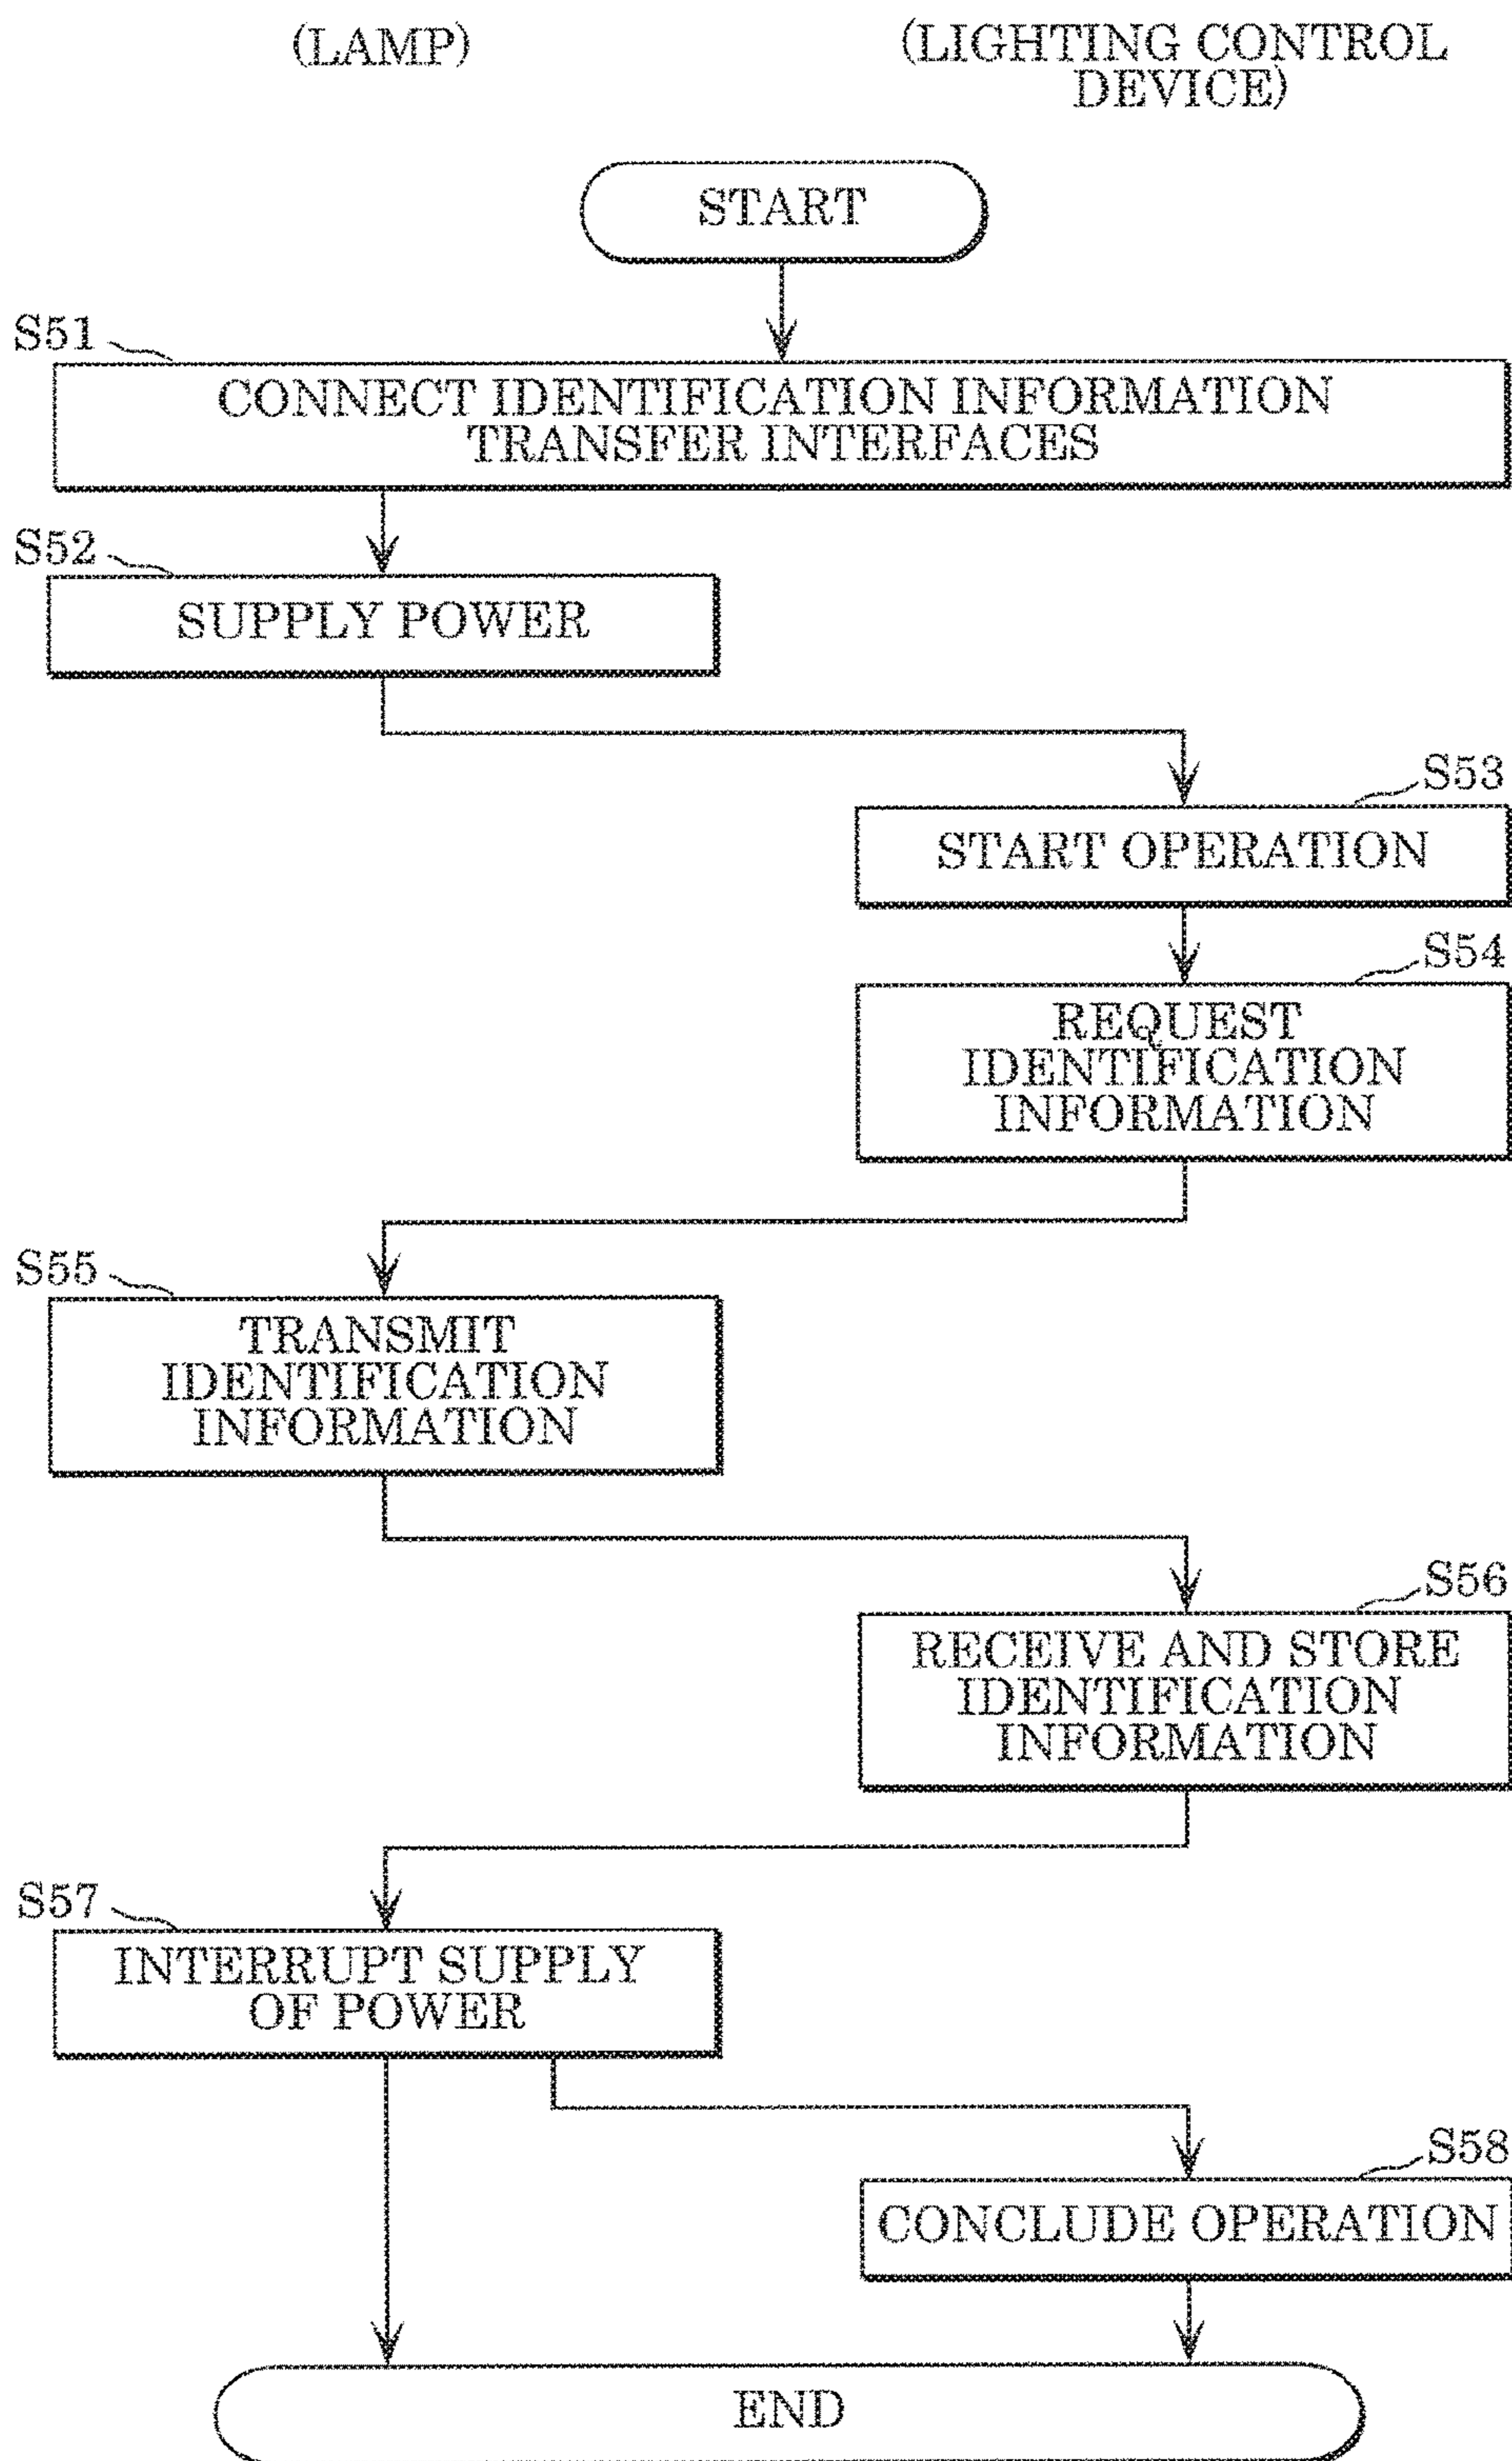 (LAMP)
(LIGHTING CONTROL
DEVICE)
START
S51
CONNECT IDENTIFICATION INFORMATION
TRANSFER INTERFACES
S52
SUPPLY POWER
S53
START OPERATION
S54
REQUEST
IDENTIFICATION
INFORMATION
S55
TRANSMIT
IDENTIFICATION
INFORMATION
S56
RECEIVE AND STORE
IDENTIFICATION
INFORMATION
S57
INTERRUPT SUPPLY
OF POWER
S58
CONCLUDE OPERATION
END